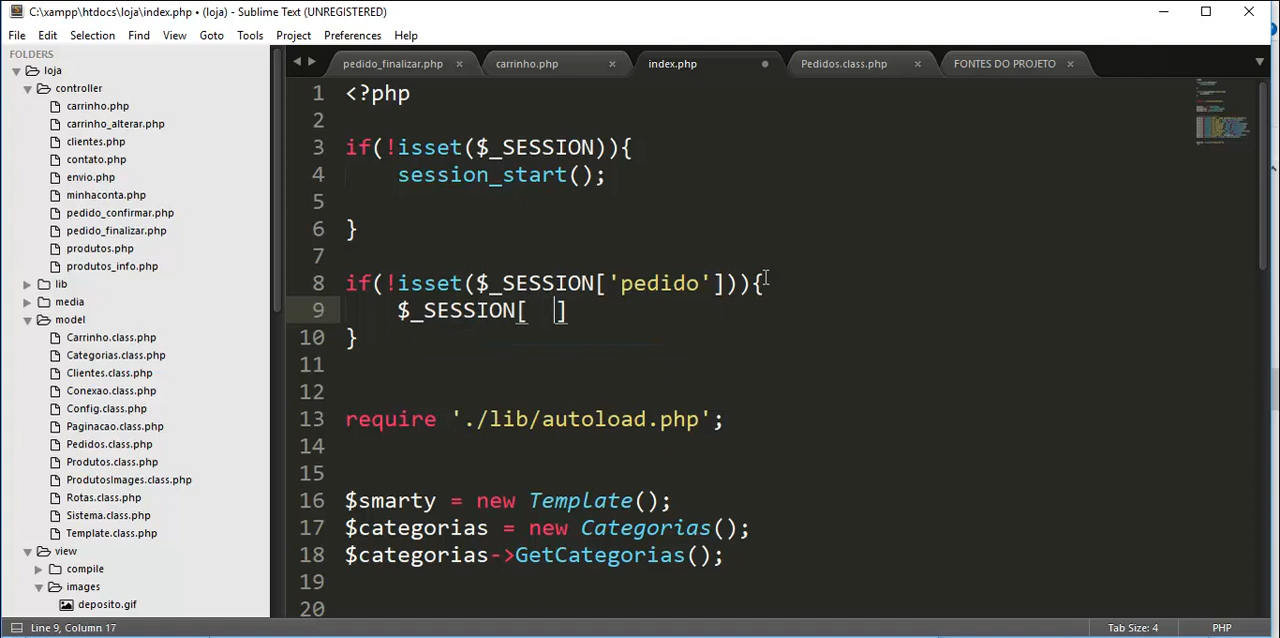 C:\xampp\htdocs\loja\index.php • (loja) - Sublime Text (UNREGISTERED)
File Edit Selection Find View Goto Tools Project Preferences Help
FOLDERS
loja
controller
carrinho.php
carrinho_alterar.php
clientes.php
contato.php
envio.php
minhaconta.php
pedido_confirmar.php
pedido_finalizar.php
produtos.php
produtos_info.php
lib
media
model
Carrinho.class.php
Categorias.class.php
Clientes.class.php
Conexao.class.php
Config.class.php
Paginacao.class.php
Pedidos.class.php
Produtos.class.php
ProdutosImages.class.php
Rotas.class.php
Sistema.class.php
Template.class.php
view
compile
images
deposito.gif
pedido_finalizar.php × carrinho.php × index.php • Pedidos.class.php × FONTES DO PROJETO ×
1 <?php
2
3 if(!isset($_SESSION)){
4 session_start();
5
6 }
7
8 if(!isset($_SESSION['pedido'])){
9 $_SESSION[ ]
10 }
11
12
13 require './lib/autoload.php';
14
15
16 $smarty = new Template();
17 $categorias = new Categorias();
18 $categorias->GetCategorias();
19
20
Line 9, Column 17 Tab Size: 4 PHP